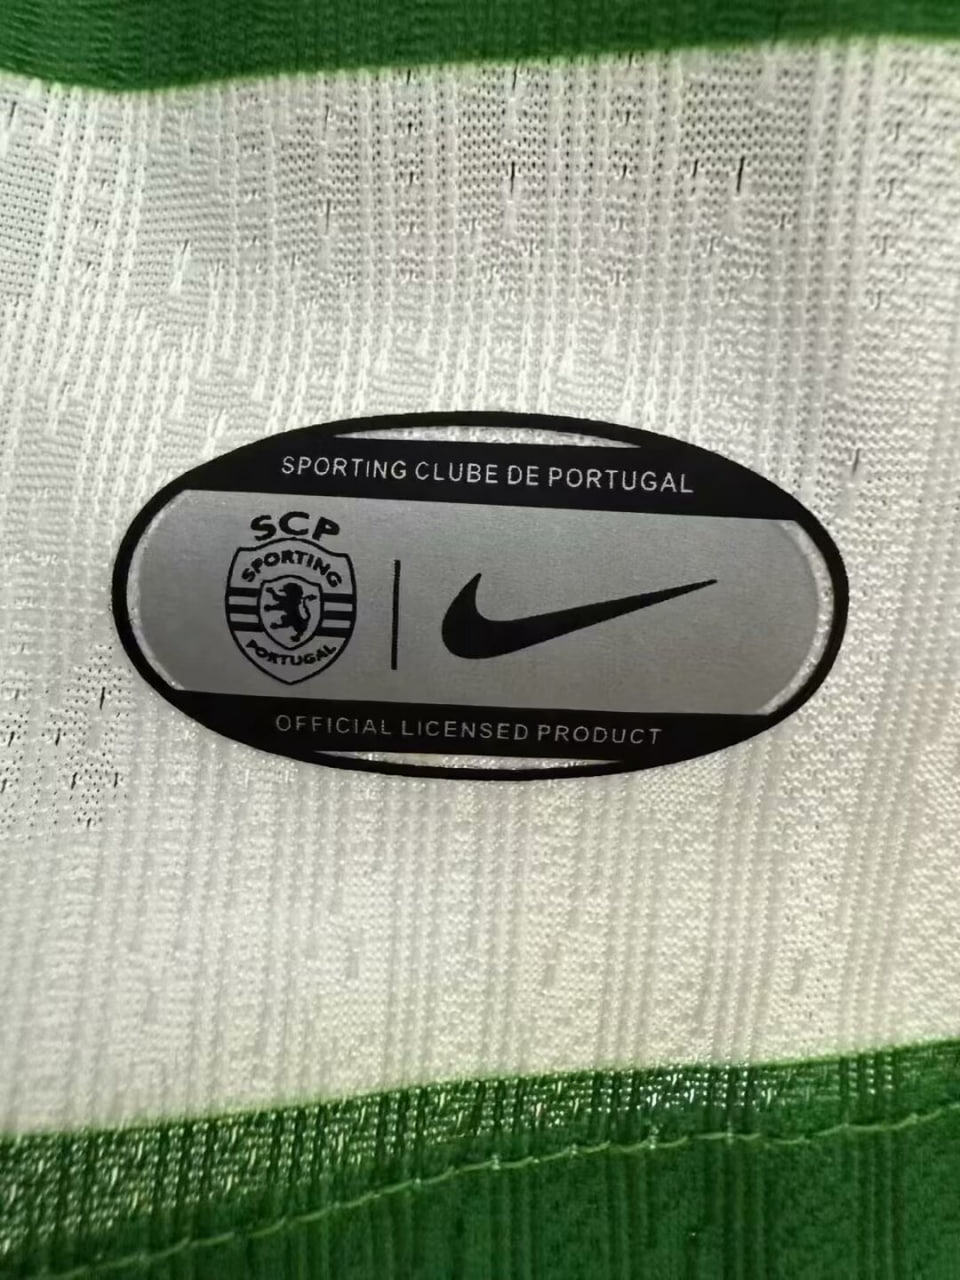 SPORTING CLUBE DE PORTUGAL
SCP
SPORTING
PORTUGAL
OFFICIAL LICENSED PRODUCT